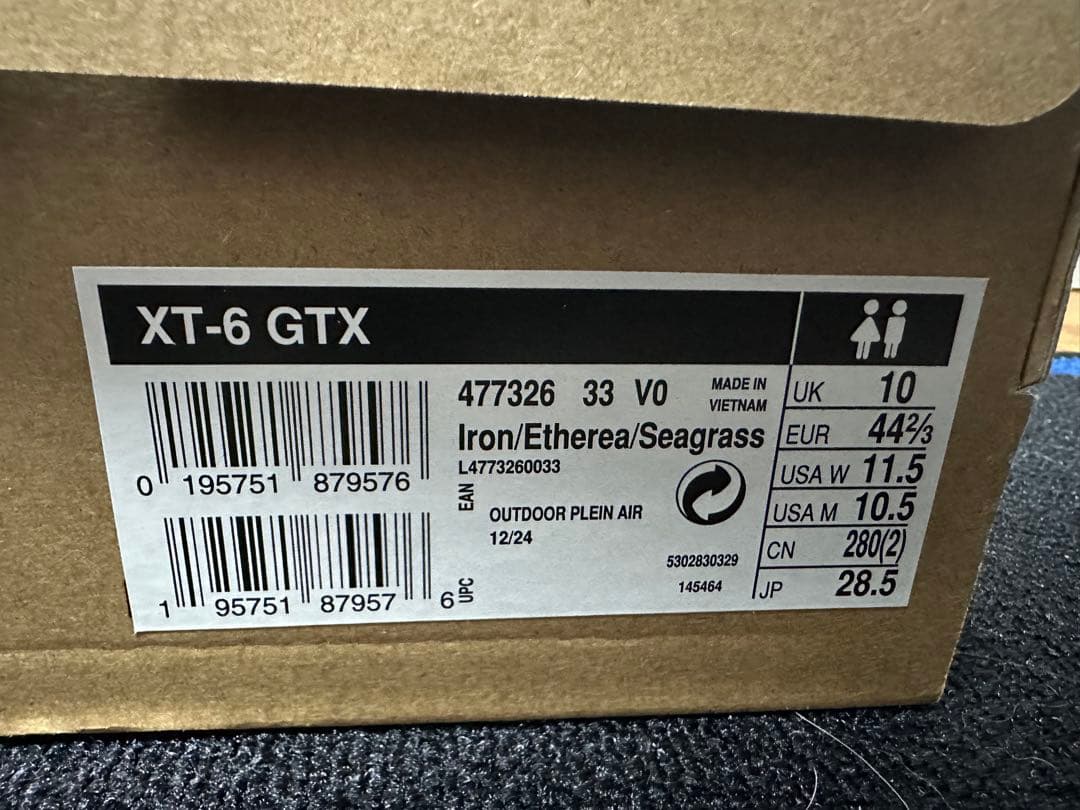 XT-6 GTX
477326 33 V0
MADE IN
VIETNAM
Iron/Etherea/Seagrass
L4773260033
0 195751 879576
EAN
OUTDOOR PLEIN AIR
12/24
5302830329
145464
1 95751 87957 6
UPC
UK 10
EUR 44⅔
USA W 11.5
USA M 10.5
CN 280(2)
JP 28.5